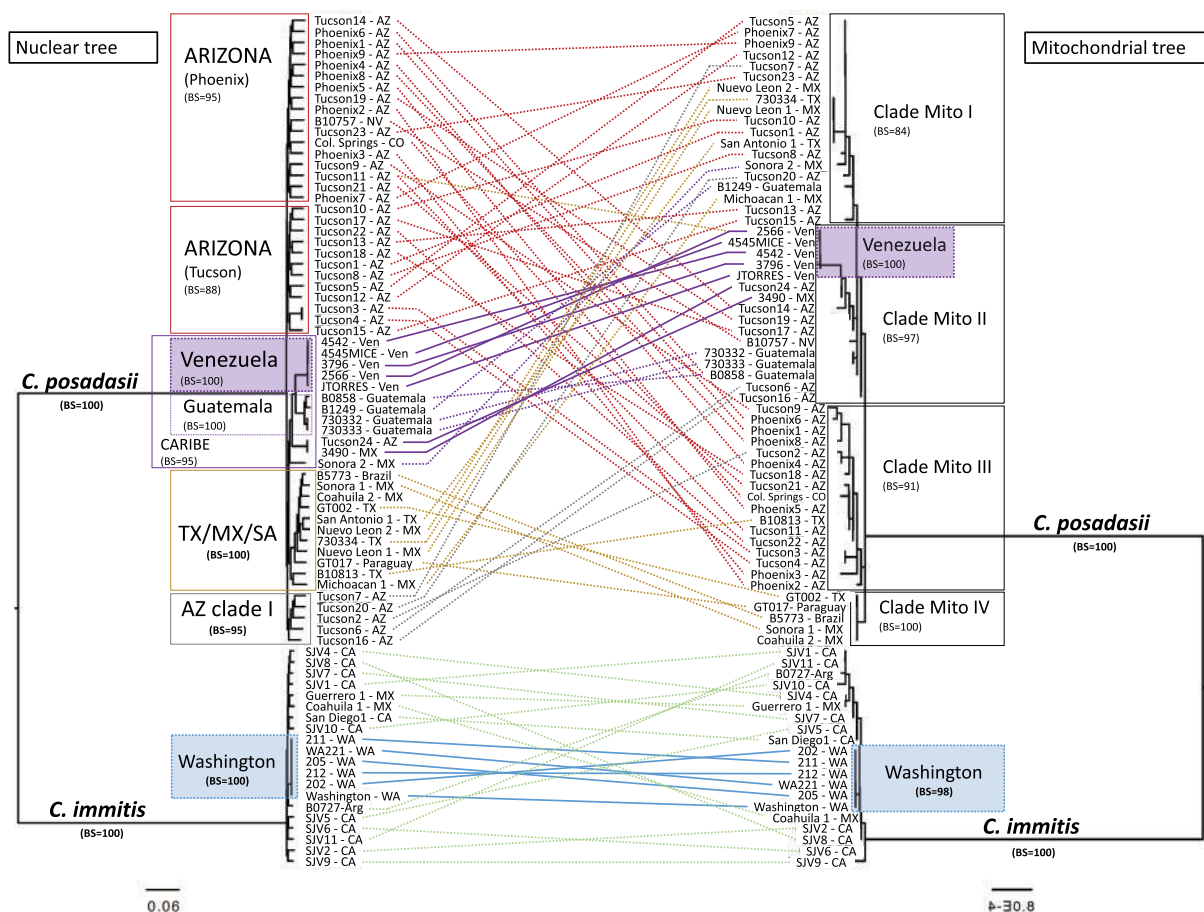 Nuclear tree
ARIZONA
(Phoenix)
(BS=95)
ARIZONA
(Tucson)
(BS=88)
Venezuela
(BS=100)
Guatemala
(BS=100)
CARIBE
(BS=95)
TX/MX/SA
(BS=100)
AZ clade I
(BS=95)
Washington
(BS=100)
C. posadasii
(BS=100)
C. immitis
(BS=100)
0.06
Tucson14 - AZ
Phoenix6 - AZ
Phoenix1 - AZ
Phoenix9 - AZ
Phoenix4 - AZ
Phoenix8 - AZ
Phoenix5 - AZ
Tucson19 - AZ
Phoenix2 - AZ
B10757 - NV
Tucson23 - AZ
Col. Springs - CO
Phoenix3 - AZ
Tucson9 - AZ
Tucson11 - AZ
Tucson21 - AZ
Phoenix7 - AZ
Tucson10 - AZ
Tucson17 - AZ
Tucson22 - AZ
Tucson13 - AZ
Tucson18 - AZ
Tucson1 - AZ
Tucson8 - AZ
Tucson5 - AZ
Tucson12 - AZ
Tucson3 - AZ
Tucson4 - AZ
Tucson15 - AZ
4542 - Ven
4545MICE - Ven
3796 - Ven
2566 - Ven
JTORRES - Ven
B0858 - Guatemala
B1249 - Guatemala
730332 - Guatemala
730333 - Guatemala
Tucson24 - AZ
3490 - MX
Sonora 2 - MX
B5773 - Brazil
Sonora 1 - MX
Coahuila 2 - MX
GT002 - TX
San Antonio 1 - TX
Nuevo Leon 2 - MX
730334 - TX
Nuevo Leon 1 - MX
GT017 - Paraguay
B10813 - TX
Michoacan 1 - MX
Tucson7 - AZ
Tucson20 - AZ
Tucson2 - AZ
Tucson6 - AZ
Tucson16 - AZ
SJV4 - CA
SJV8 - CA
SJV7 - CA
SJV1 - CA
Guerrero 1 - MX
Coahuila 1 - MX
San Diego1 - CA
SJV10 - CA
211 - WA
WA221 - WA
205 - WA
212 - WA
202 - WA
Washington - WA
B0727-Arg
SJV5 - CA
SJV6 - CA
SJV11 - CA
SJV2 - CA
SJV9 - CA
Tucson5 - AZ
Phoenix7 - AZ
Phoenix9 - AZ
Tucson12 - AZ
Tucson7 - AZ
Tucson23 - AZ
Nuevo Leon 2 - MX
730334 - TX
Nuevo Leon 1 - MX
Tucson10 - AZ
Tucson1 - AZ
San Antonio 1 - TX
Tucson8 - AZ
Sonora 2 - MX
Tucson20 - AZ
B1249 - Guatemala
Michoacan 1 - MX
Tucson13 - AZ
Tucson15 - AZ
2566 - Ven
4545MICE - Ven
4542 - Ven
3796 - Ven
JTORRES - Ven
Tucson24 - AZ
3490 - MX
Tucson14 - AZ
Tucson19 - AZ
Tucson17 - AZ
B10757 - NV
730332 - Guatemala
730333 - Guatemala
B0858 - Guatemala
Tucson6 - AZ
Tucson16 - AZ
Tucson9 - AZ
Phoenix6 - AZ
Phoenix1 - AZ
Phoenix8 - AZ
Tucson2 - AZ
Phoenix4 - AZ
Tucson18 - AZ
Tucson21 - AZ
Col. Springs - CO
Phoenix5 - AZ
B10813 - TX
Tucson11 - AZ
Tucson22 - AZ
Tucson3 - AZ
Tucson4 - AZ
Phoenix3 - AZ
Phoenix2 - AZ
GT002 - TX
GT017- Paraguay
B5773 - Brazil
Sonora 1 - MX
Coahuila 2 - MX
SJV1 - CA
SJV11 - CA
B0727-Arg
SJV10 - CA
SJV4 - CA
Guerrero 1 - MX
SJV7 - CA
SJV5 - CA
San Diego1 - CA
202 - WA
211 - WA
212 - WA
WA221 - WA
205 - WA
Washington - WA
Coahuila 1 - MX
SJV2 - CA
SJV8 - CA
SJV6 - CA
SJV9 - CA
Mitochondrial tree
Clade Mito I
(BS=84)
Venezuela
(BS=100)
Clade Mito II
(BS=97)
Clade Mito III
(BS=91)
C. posadasii
(BS=100)
Clade Mito IV
(BS=100)
Washington
(BS=98)
C. immitis
(BS=100)
8.0E-4